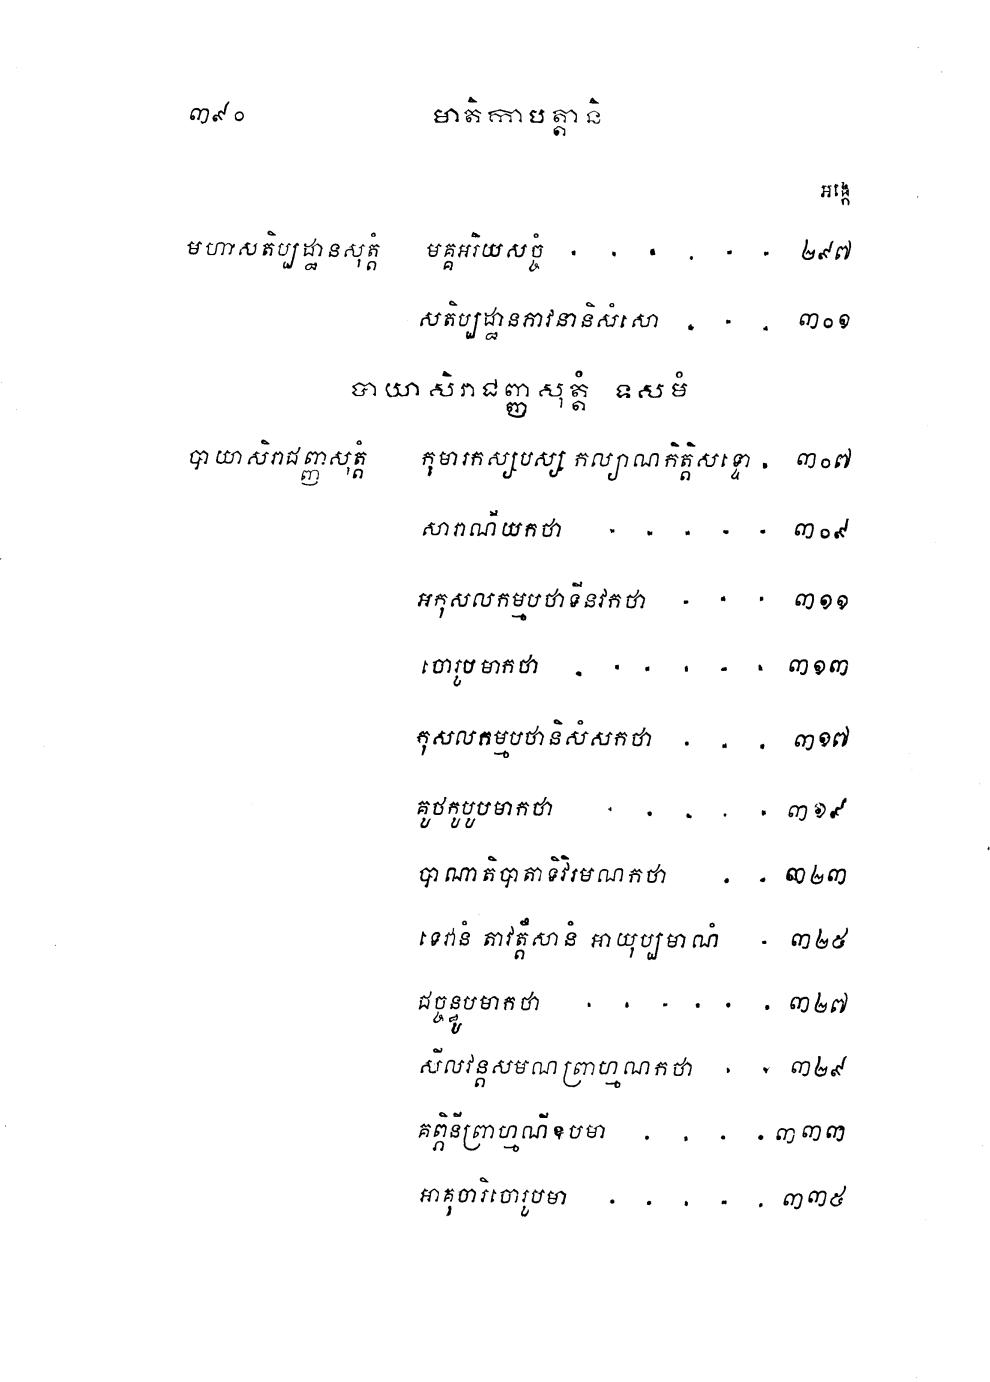 ៣៩០ មាតិកាបត្តានិ
អង្កេ
មហាសតិប្បដ្ឋានសុត្តំ មគ្គអរិយសច្ចំ . . . . . . ២៩៧
សតិប្បដ្ឋានភាវនានិសំសោ . . . ៣០១
បាយាសិរាជញ្ញសុត្តំ ទសមំ
បាយាសិរាជញ្ញាសុត្តំ កុមារកស្សបស្ស កល្យាណកិត្តិសទ្ទោ . ៣០៧
សារាណីយកថា . . . . . ៣០៩
អកុសលកម្មបថាទីនវកថា . . . ៣១១
ចោរូបមាកថា . . . . . . ៣១៣
កុសលកម្មបថានិសំសកថា . . . ៣១៧
គូថកូបូបមាកថា . . . . . ៣១៩
បាណាតិបាតាទិវិរមណកថា . . ៣២៣
ទេវានំ តាវត្តឹសានំ អាយុប្បមាណំ . ៣២៥
ជច្ចន្ធូបមាកថា . . . . . . ៣២៧
សីលវន្តសមណព្រាហ្មណកថា . . ៣២៩
គព្ភិនីព្រាហ្មណីឧបមា . . . . ៣៣៣
អាគុចារិចោរូបមា . . . . . ៣៣៥